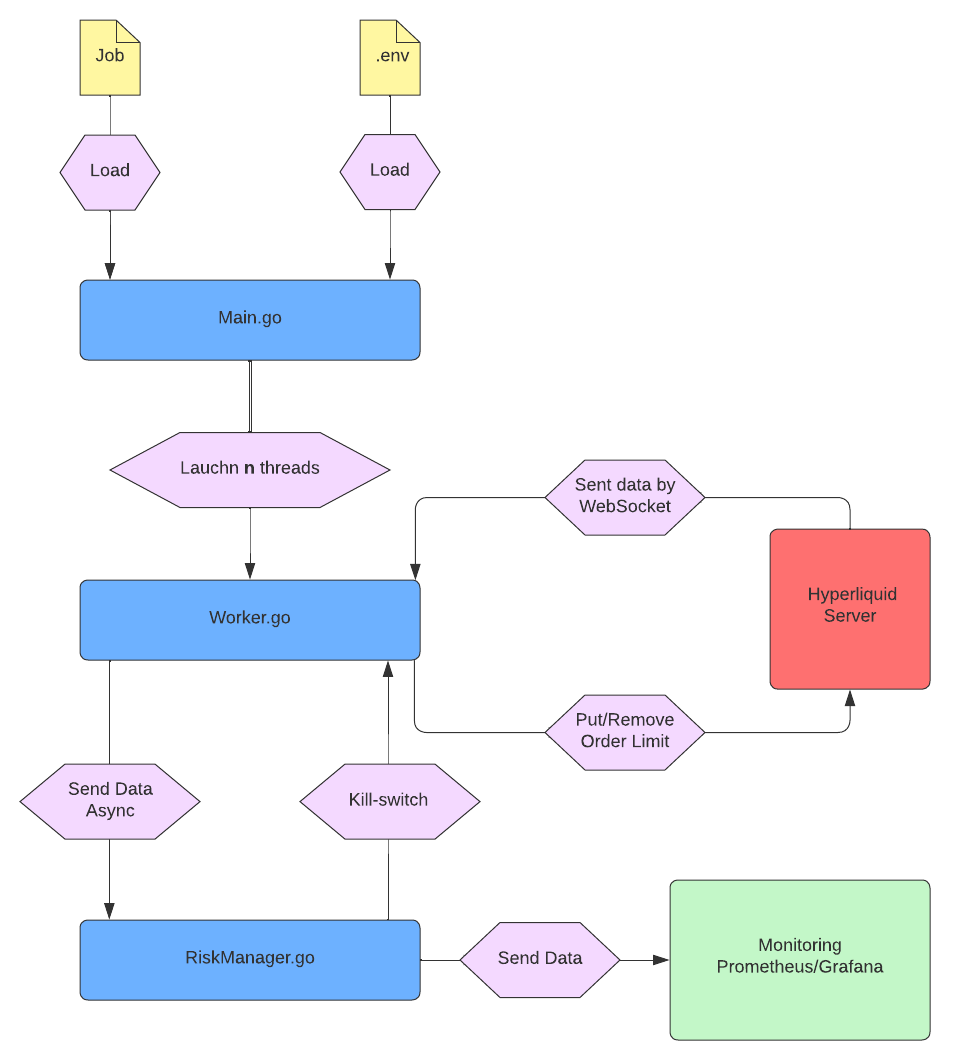 Job
.env
Load
Load
Main.go
Lauchn n threads
Sent data by
WebSocket
Hyperliquid
Server
Worker.go
Put/Remove
Order Limit
Send Data
Async
Kill-switch
RiskManager.go
Send Data
Monitoring
Prometheus/Grafana